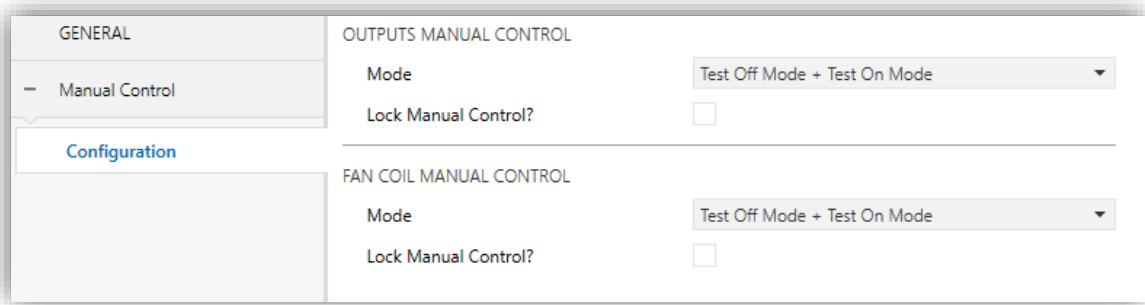 GENERAL
Manual Control
Configuration
OUTPUTS MANUAL CONTROL
Mode Test Off Mode + Test On Mode
Lock Manual Control?
FAN COIL MANUAL CONTROL
Mode Test Off Mode + Test On Mode
Lock Manual Control?